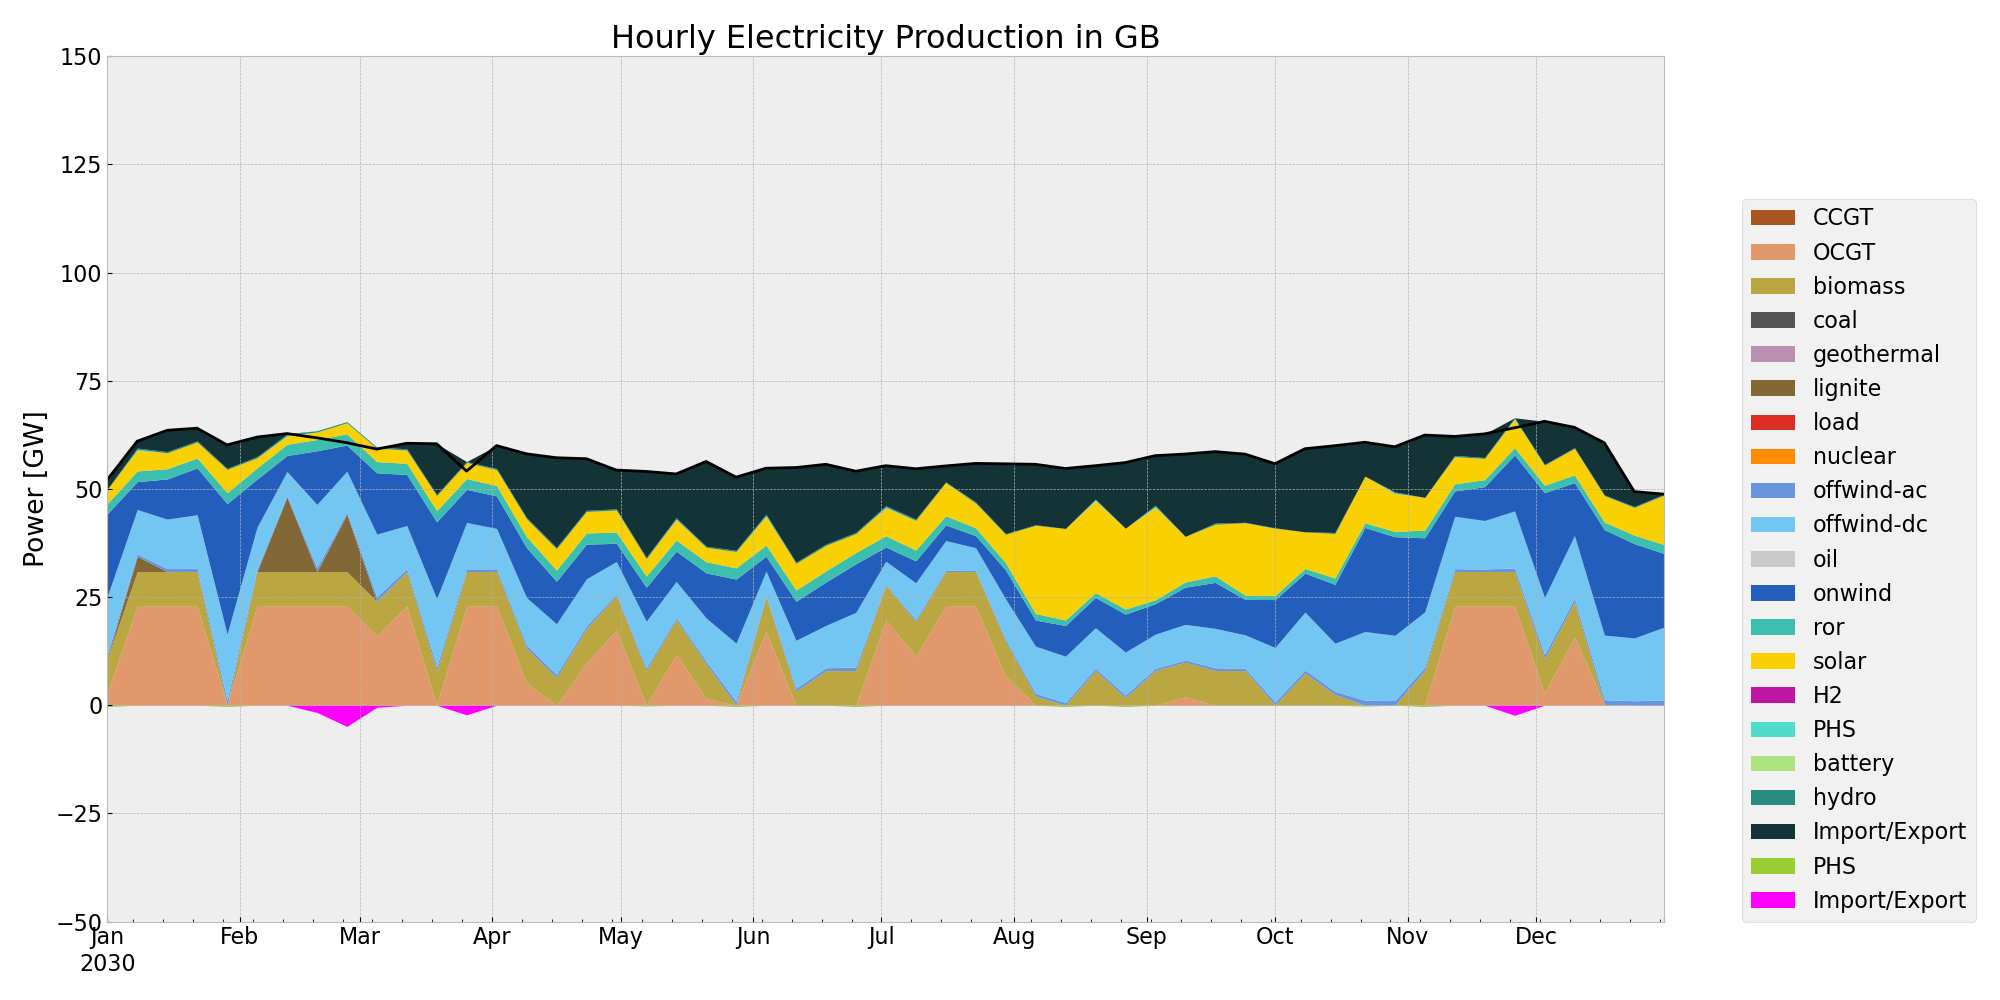 Hourly Electricity Production in GB
Power [GW]
150
125
100
75
50
25
0
−25
−50
Jan Feb Mar Apr May Jun Jul Aug Sep Oct Nov Dec
2030
CCGT
OCGT
biomass
coal
geothermal
lignite
load
nuclear
offwind-ac
offwind-dc
oil
onwind
ror
solar
H2
PHS
battery
hydro
Import/Export
PHS
Import/Export